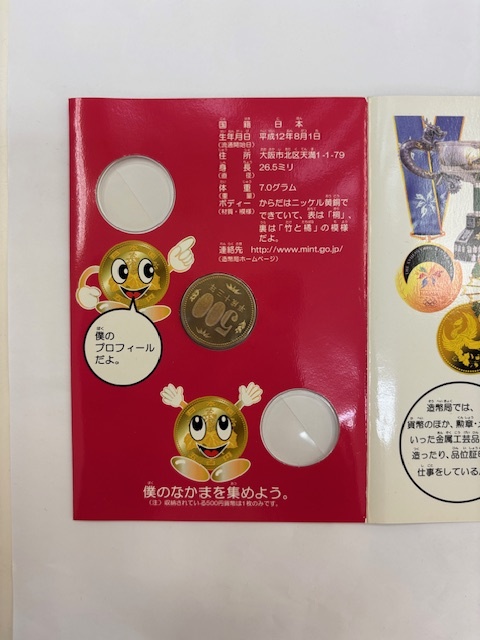 国籍 日本
生年月日 平成12年8月1日
(流通開始日)
住所 大阪市北区天満1-1-79
身長 26.5ミリ
(直径)
体重 7.0グラム
(重量)
ボディー からだはニッケル黄銅で
(材質・模様) できていて、表は「桐」、
裏は「竹と橘」の模様
だよ。
連絡先 http://www.mint.go.jp/
(造幣局ホームページ)
500
僕の
プロフィール
だよ。
僕のなかまを集めよう。
(注)収納されている500円貨幣は1枚のみです。
造幣局では、
貨幣のほか、勲章・
いった金属工芸品
造ったり、品位証
仕事をしている